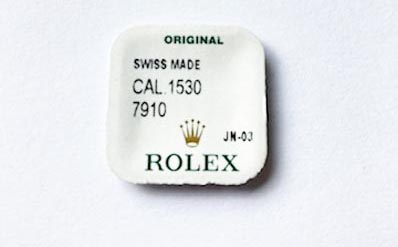 ORIGINAL
SWISS MADE
CAL.1530
7910
JN-03
ROLEX